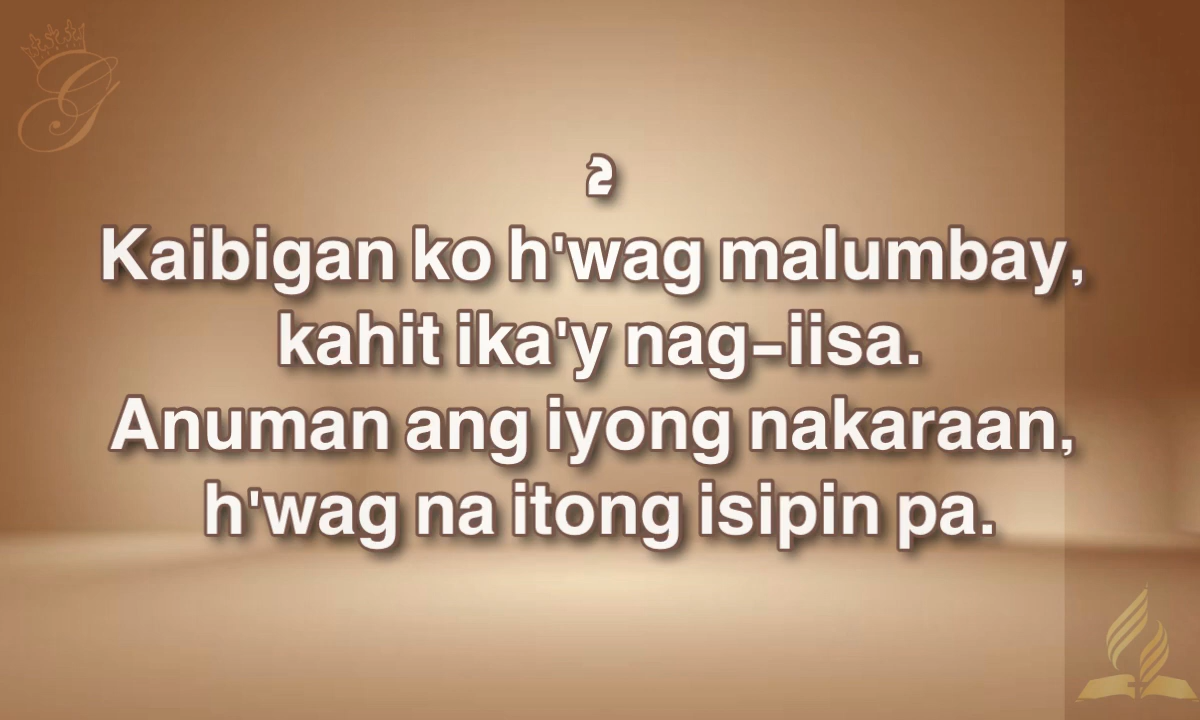 2
Kaibigan ko h'wag malumbay,
kahit ika'y nag-iisa.
Anuman ang iyong nakaraan,
h'wag na itong isipin pa.
G